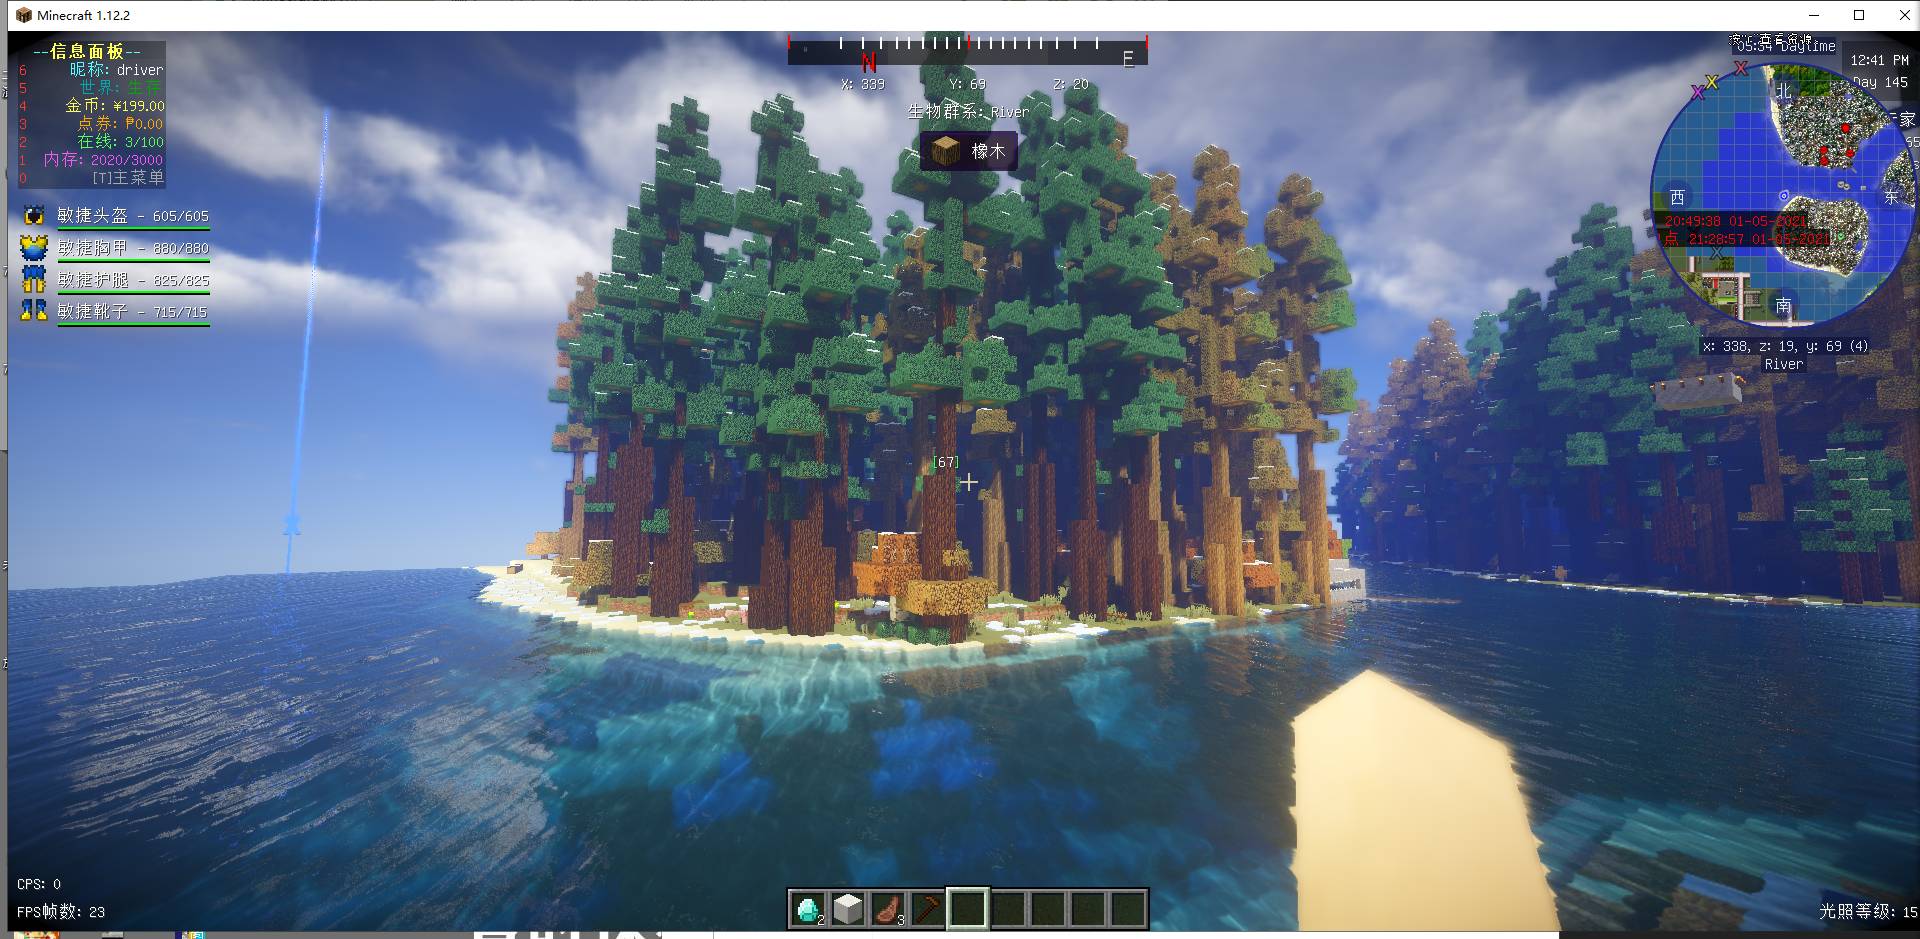 Minecraft 1.12.2
--信息面板--
6 昵称: driver
5 世界: 生存
4 金币: ¥199.00
3 点券: ₱0.00
2 在线: 3/100
1 内存: 2020/3000
0 [T]主菜单
敏捷头盔 - 605/605
敏捷胸甲 - 880/880
敏捷护腿 - 825/825
敏捷靴子 - 715/715
N
E
X: 339 Y: 69 Z: 20
生物群系: River
橡木
[67]
05:34 Daytime
12:41 PM
Day 145
北
家
西
东
20:49:38 01-05-2021
点 21:28:57 01-05-2021
南
x: 338, z: 19, y: 69 (4)
River
CPS: 0
FPS帧数: 23
2
3
光照等级: 15